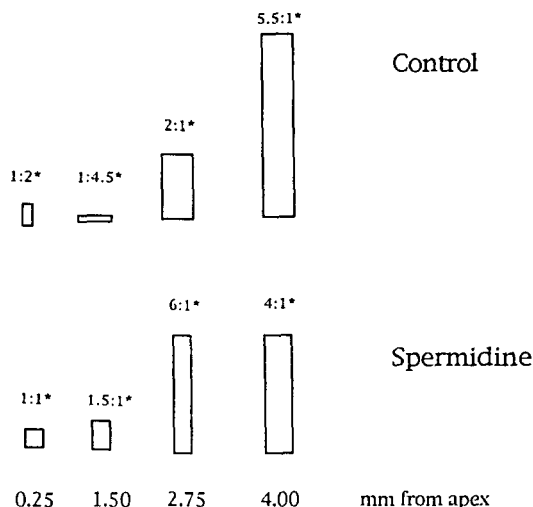 5.5:1*
Control
2:1*
1:2* 1:4.5*
6:1* 4:1*
Spermidine
1:1* 1.5:1*
0.25 1.50 2.75 4.00 mm from apex